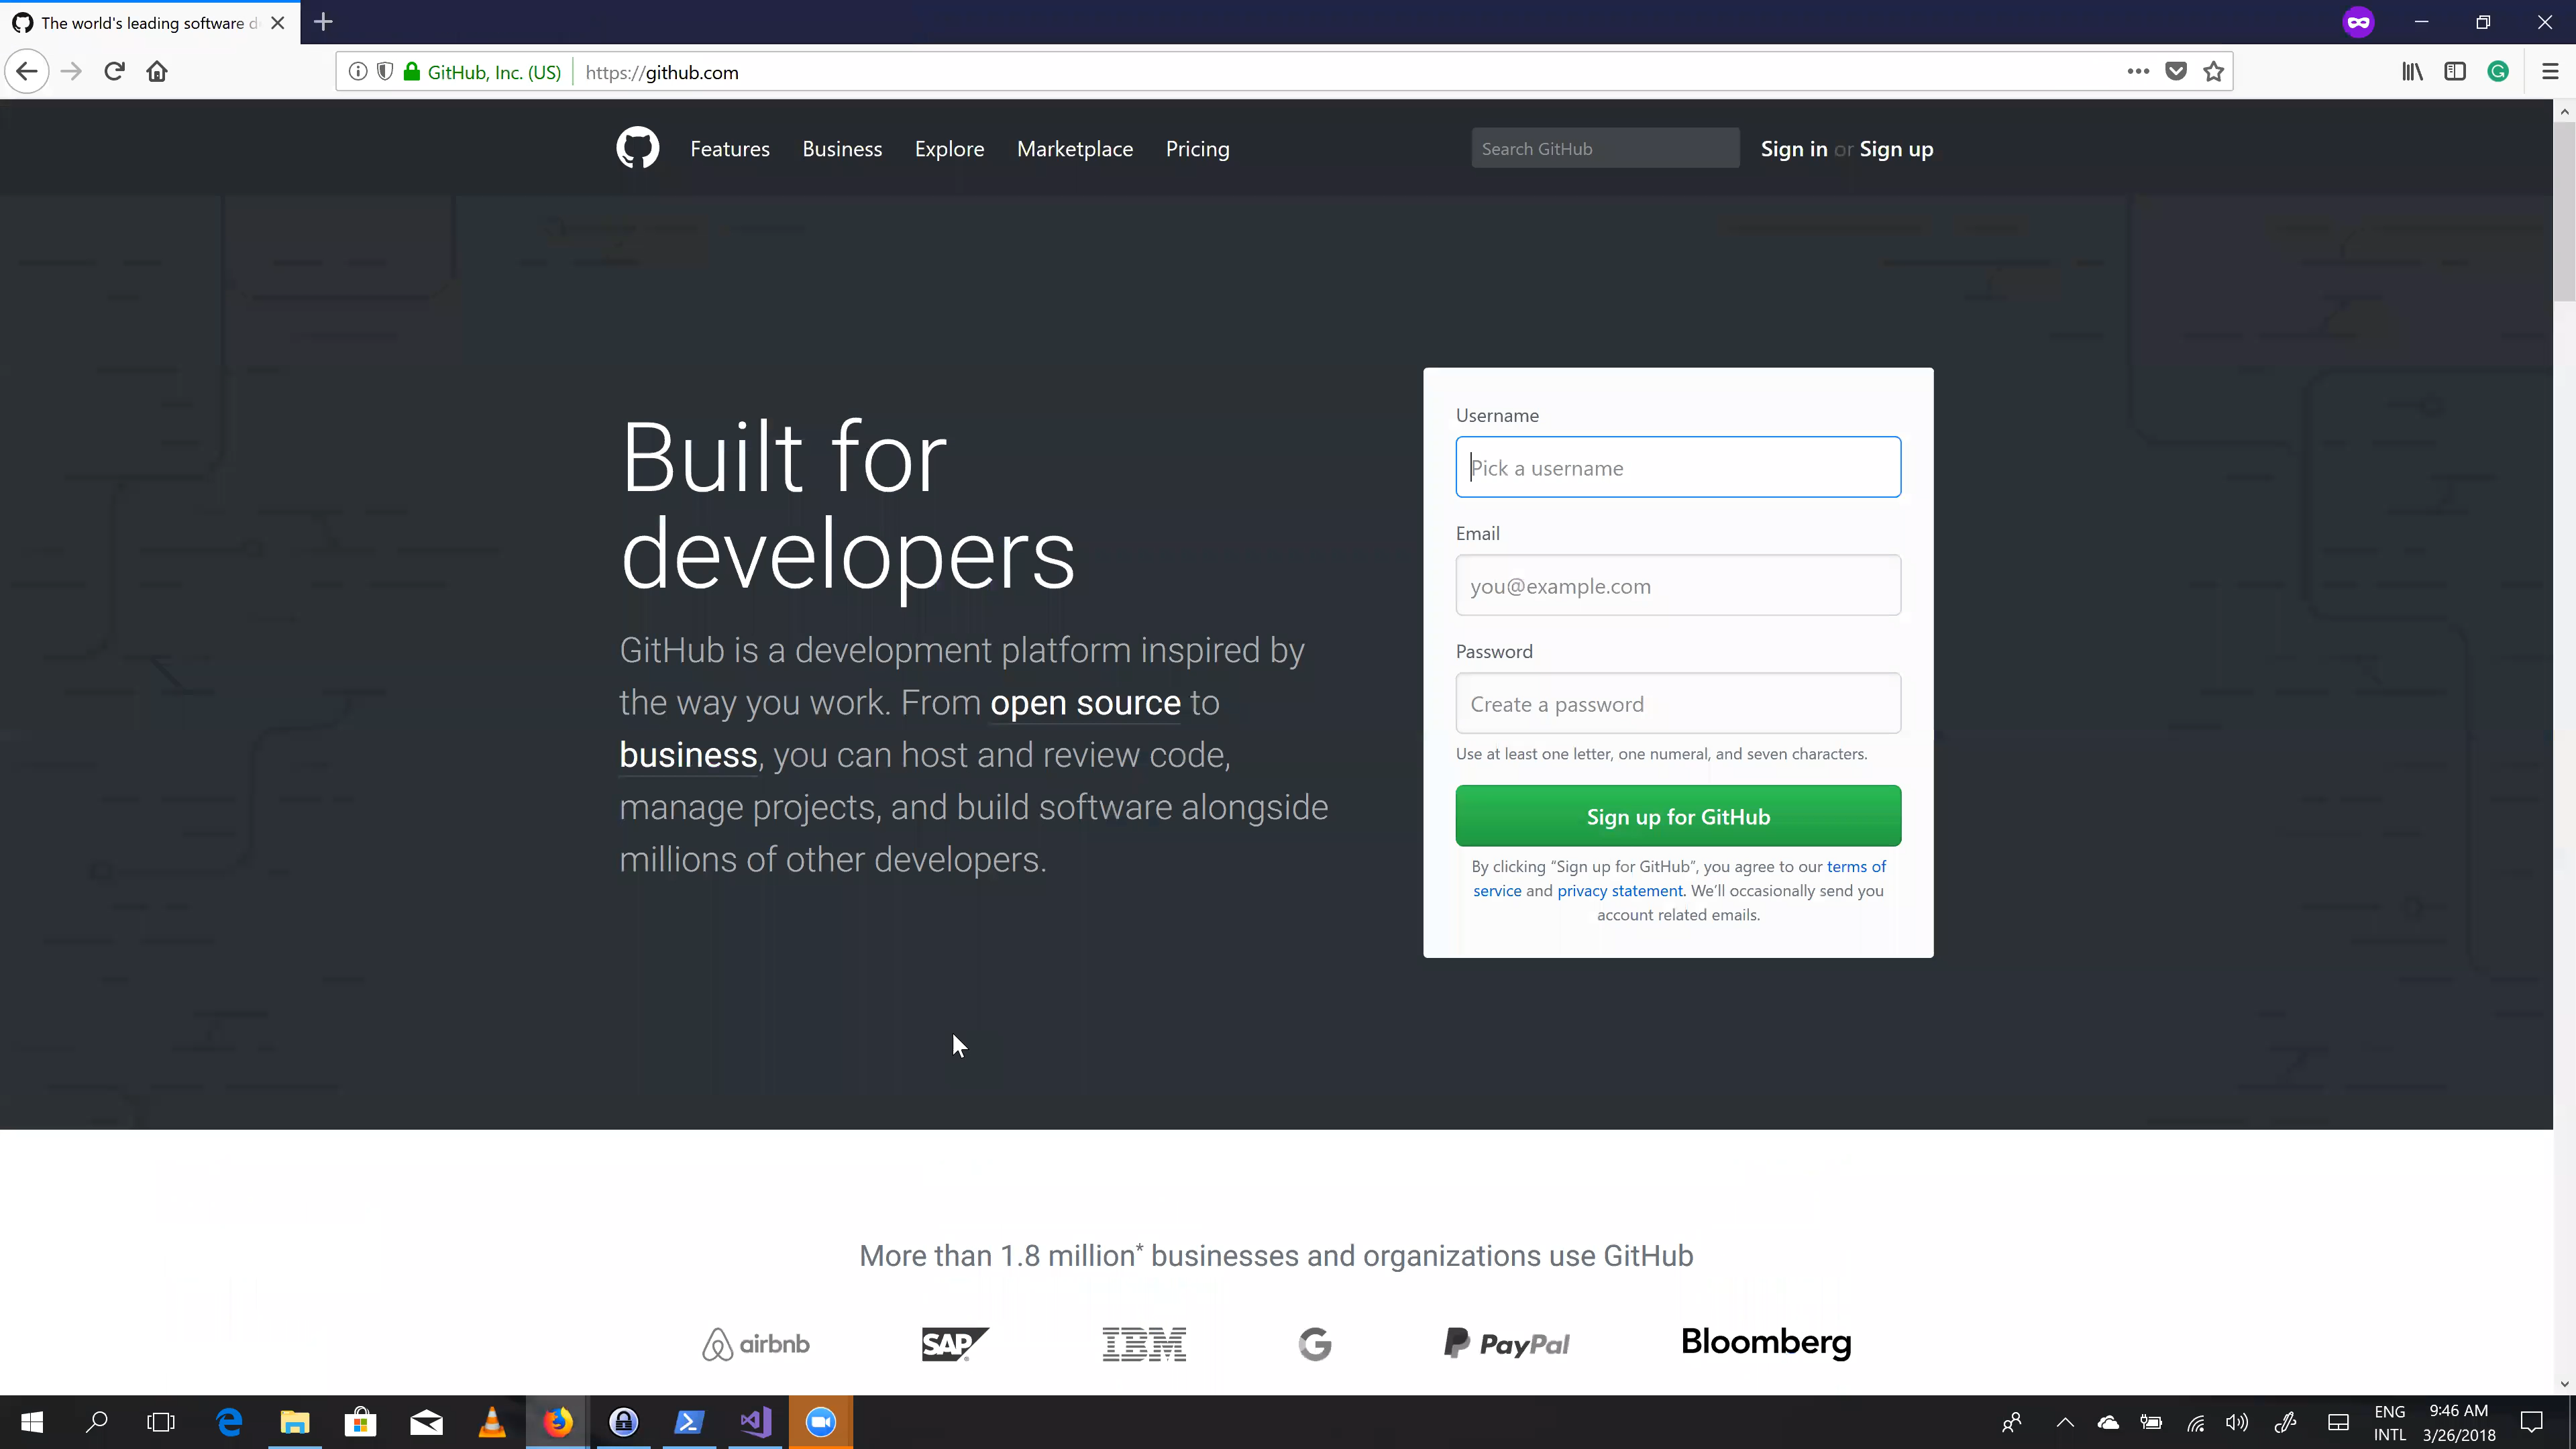 The world's leading software d
GitHub, Inc. (US)
https://github.com
Features
Business
Explore
Marketplace
Pricing
Search GitHub
Sign in or Sign up
Built for
developers
GitHub is a development platform inspired by
the way you work. From open source to
business, you can host and review code,
manage projects, and build software alongside
millions of other developers.
Username
Pick a username
Email
you@example.com
Password
Create a password
Use at least one letter, one numeral, and seven characters.
Sign up for GitHub
By clicking “Sign up for GitHub”, you agree to our terms of
service and privacy statement. We’ll occasionally send you
account related emails.
More than 1.8 million* businesses and organizations use GitHub
airbnb
SAP
IBM
G
PayPal
Bloomberg
ENG
INTL
9:46 AM
3/26/2018